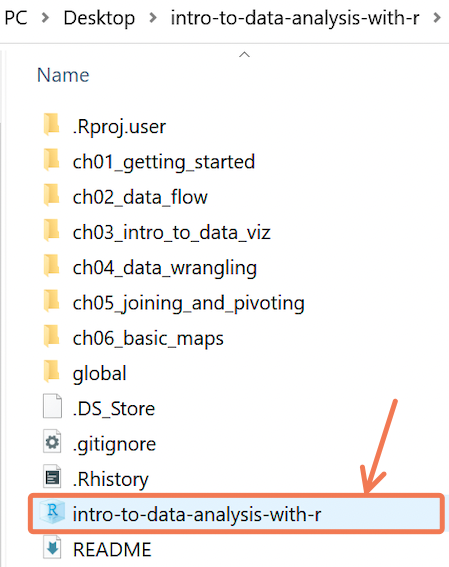 PC > Desktop > intro-to-data-analysis-with-r >
Name
.Rproj.user
ch01_getting_started
ch02_data_flow
ch03_intro_to_data_viz
ch04_data_wrangling
ch05_joining_and_pivoting
ch06_basic_maps
global
.DS_Store
.gitignore
.Rhistory
intro-to-data-analysis-with-r
README